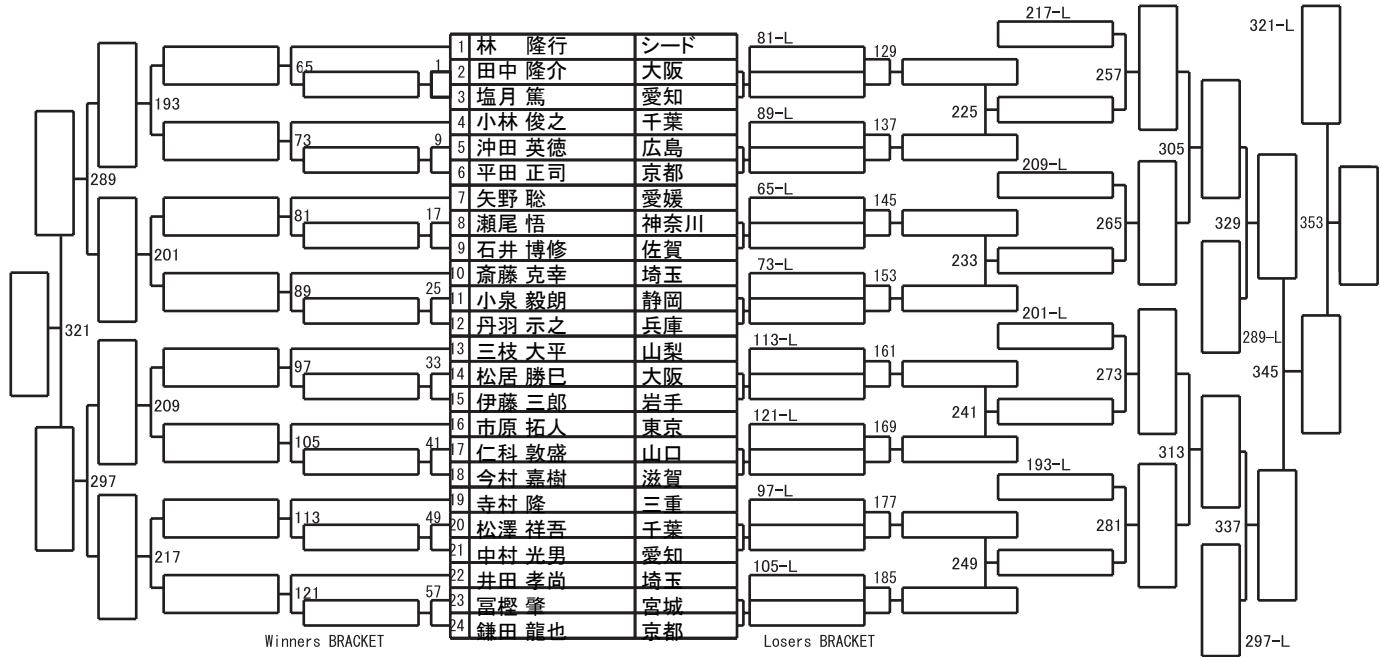 217-L
321-L
1 林 隆行 シード
81-L
129
65
1
2 田中 隆介 大阪
257
193
3 塩月 篤 愛知
225
4 小林 俊之 千葉
89-L
137
73
9
5 沖田 英徳 広島
305
6 平田 正司 京都
209-L
289
7 矢野 聡 愛媛
65-L
145
81
17
8 瀬尾 悟 神奈川
265
329
353
201
9 石井 博修 佐賀
233
10 斎藤 克幸 埼玉
73-L
153
89
25
11 小泉 毅朗 静岡
201-L
321
12 丹羽 示之 兵庫
289-L
13 三枝 大平 山梨
113-L
161
97
33
14 松居 勝巳 大阪
273
345
209
15 伊藤 三郎 岩手
241
16 市原 拓人 東京
121-L
169
105
41
17 仁科 敦盛 山口
313
297
18 今村 嘉樹 滋賀
193-L
19 寺村 隆 三重
97-L
177
113
49
20 松澤 祥吾 千葉
281
337
217
21 中村 光男 愛知
249
22 井田 孝尚 埼玉
105-L
185
121
57
23 冨樫 肇 宮城
24 鎌田 龍也 京都
Winners BRACKET
Losers BRACKET
297-L